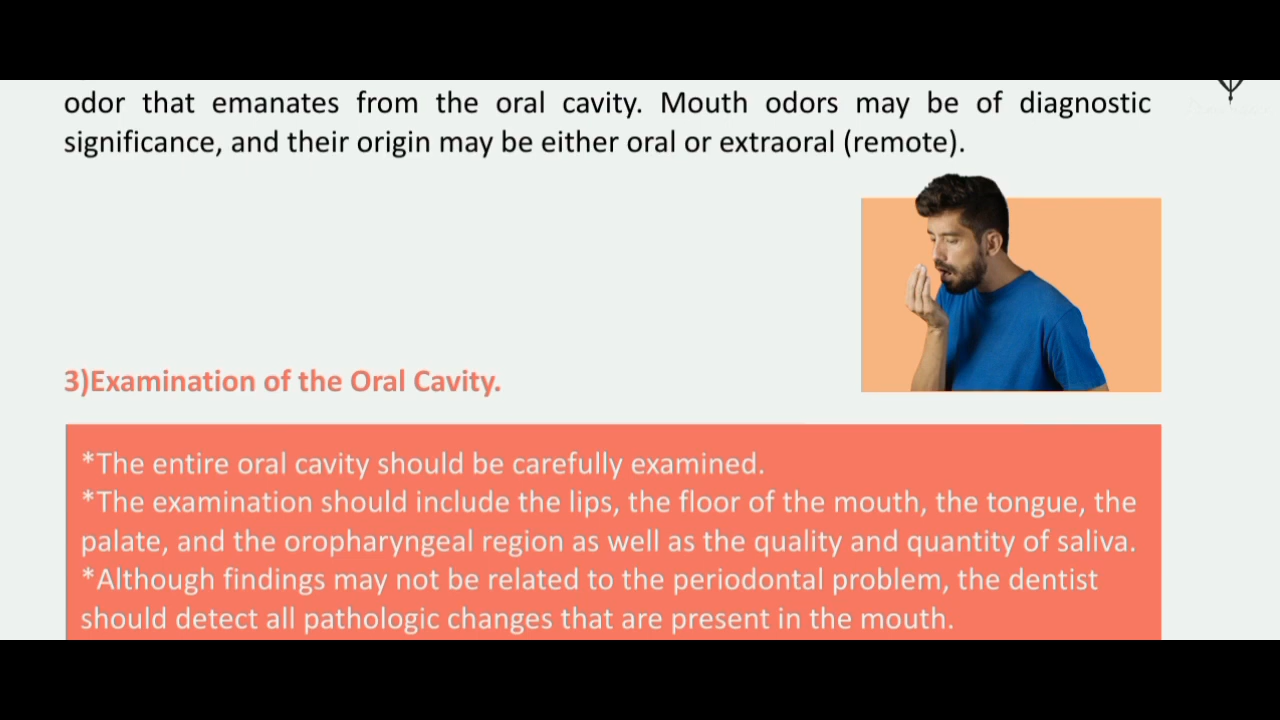 odor that emanates from the oral cavity. Mouth odors may be of diagnostic
significance, and their origin may be either oral or extraoral (remote).
3)Examination of the Oral Cavity.
*The entire oral cavity should be carefully examined.
*The examination should include the lips, the floor of the mouth, the tongue, the
palate, and the oropharyngeal region as well as the quality and quantity of saliva.
*Although findings may not be related to the periodontal problem, the dentist
should detect all pathologic changes that are present in the mouth.